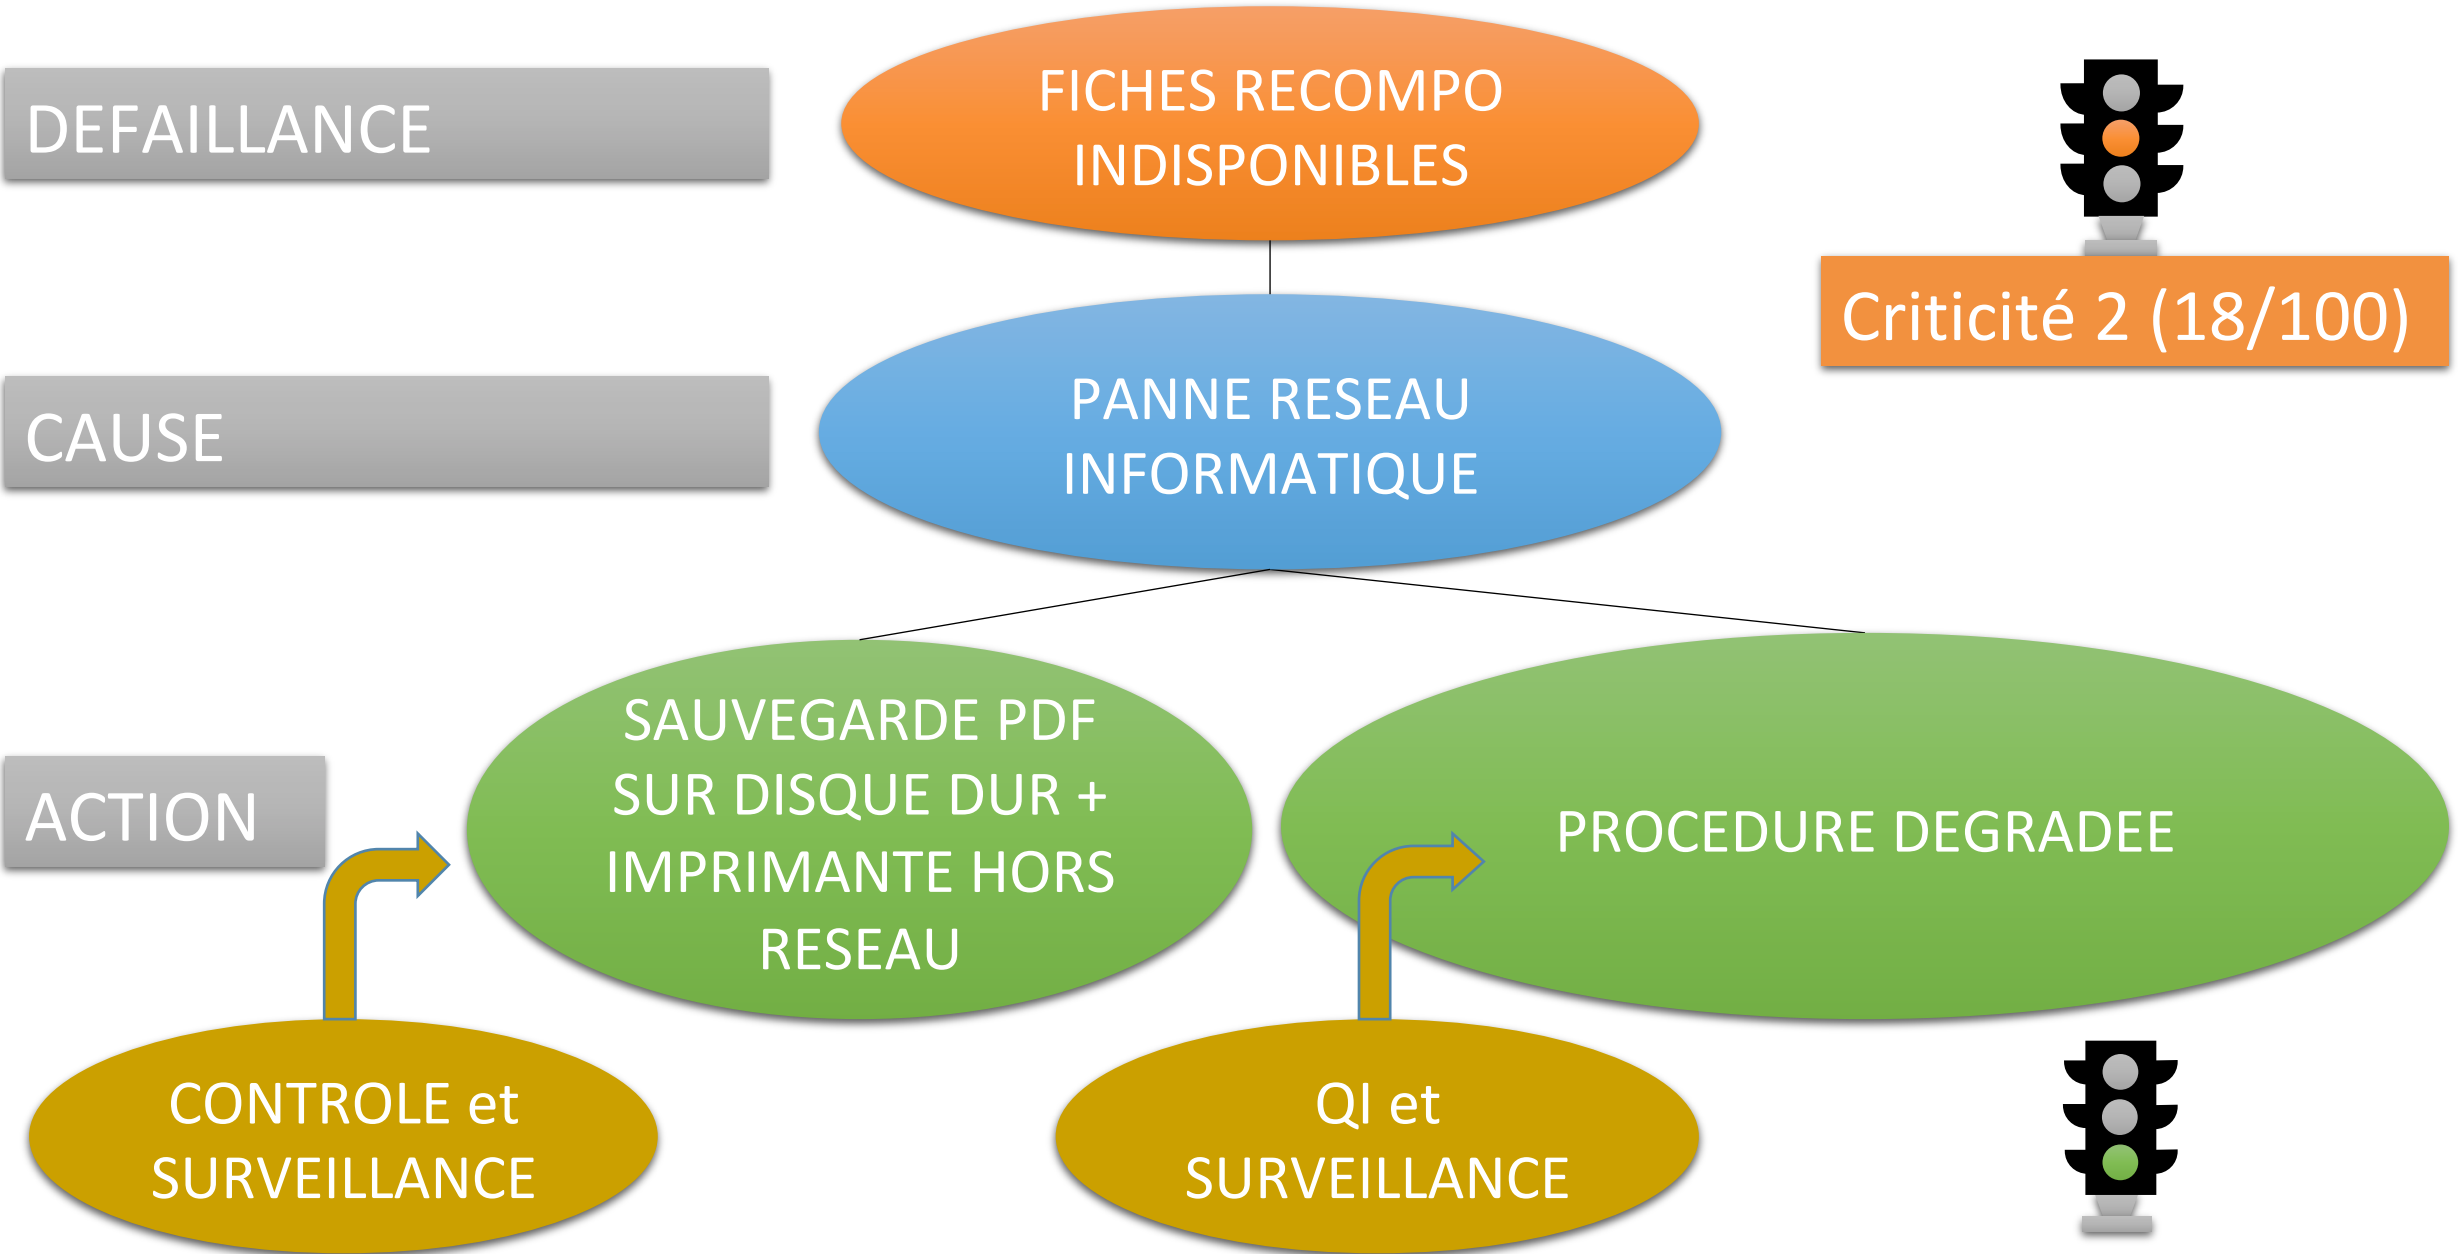 DEFAILLANCE
FICHES RECOMPO
INDISPONIBLES
Criticité 2 (18/100)
CAUSE
PANNE RESEAU
INFORMATIQUE
ACTION
SAUVEGARDE PDF
SUR DISQUE DUR +
IMPRIMANTE HORS
RESEAU
PROCEDURE DEGRADEE
CONTROLE et
SURVEILLANCE
QI et
SURVEILLANCE